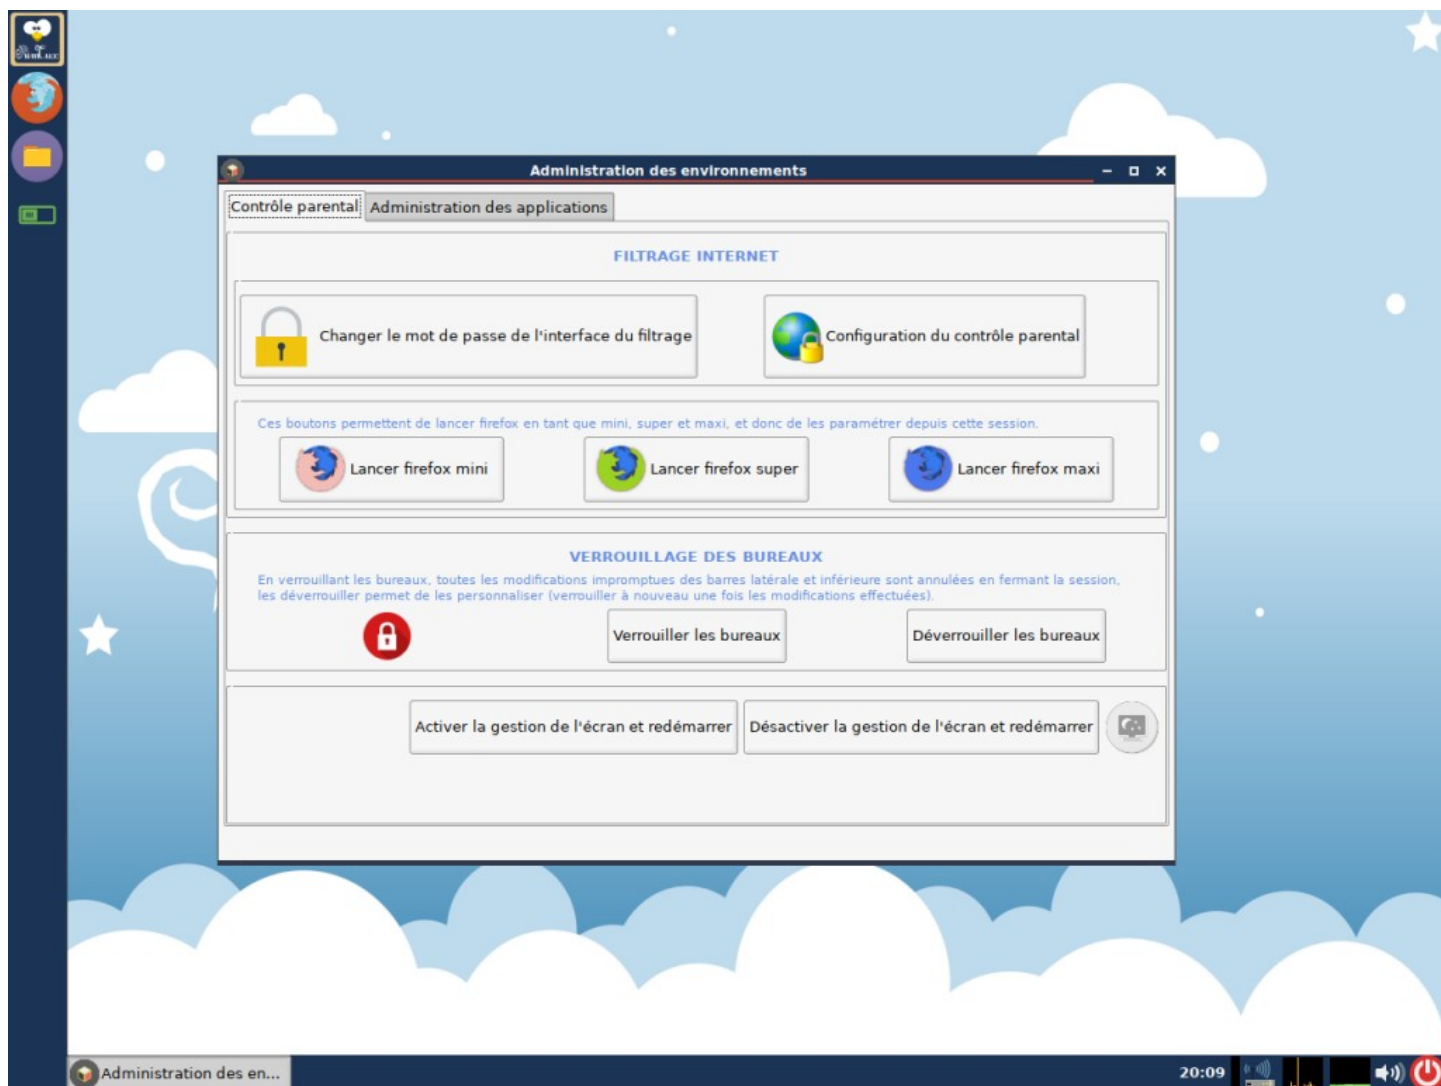 Administration des environnements
Contrôle parental
Administration des applications
FILTRAGE INTERNET
Changer le mot de passe de l'interface du filtrage
Configuration du contrôle parental
Ces boutons permettent de lancer firefox en tant que mini, super et maxi, et donc de les paramétrer depuis cette session.
Lancer firefox mini
Lancer firefox super
Lancer firefox maxi
VERROUILLAGE DES BUREAUX
En verrouillant les bureaux, toutes les modifications impromptues des barres latérale et inférieure sont annulées en fermant la session,
les déverrouiller permet de les personnaliser (verrouiller à nouveau une fois les modifications effectuées).
Verrouiller les bureaux
Déverrouiller les bureaux
Activer la gestion de l'écran et redémarrer
Désactiver la gestion de l'écran et redémarrer
Administration des en...
20:09